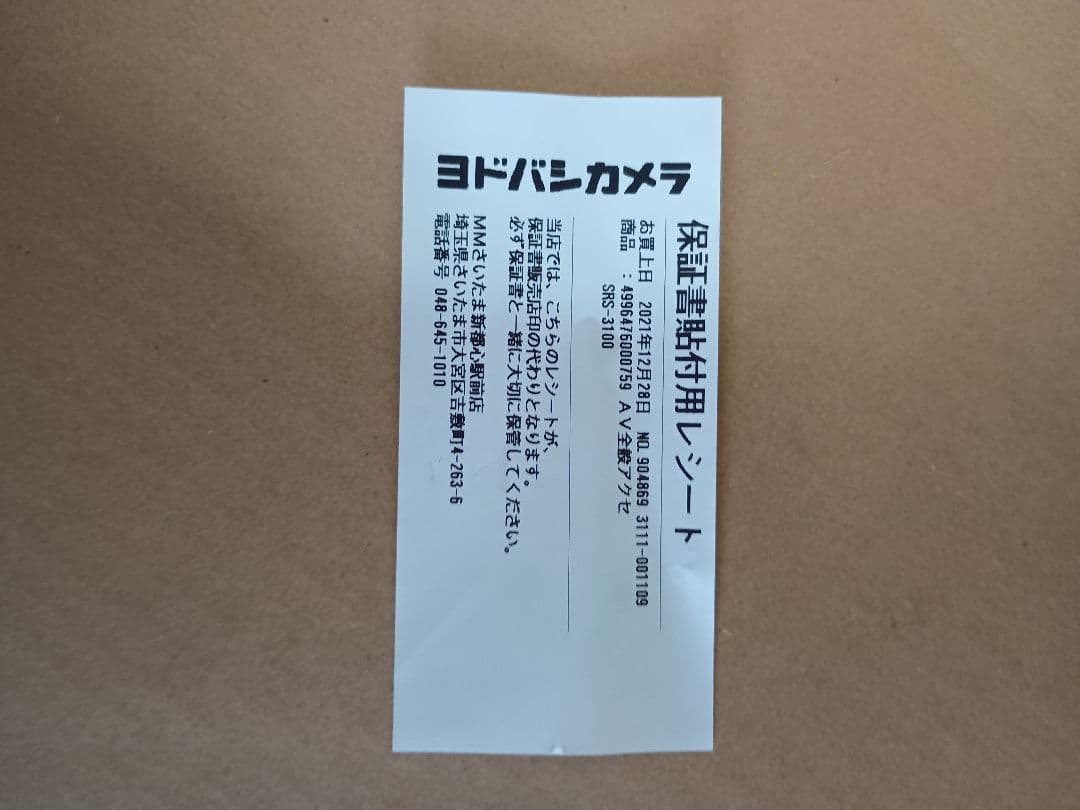 ヨドバシカメラ
保証書貼付用レシート
お買上日 2021年12月28日 NO.904869 3111-001109
商品 :4996476000759 AV全般アクセ
SRS-3100
当店では、こちらのレシートが、
保証書販売店印の代わりとなります。
必ず保証書と一緒に大切に保管してください。
MMさいたま新都心駅前店
埼玉県さいたま市大宮区吉敷町4-263-6
電話番号 048-645-1010